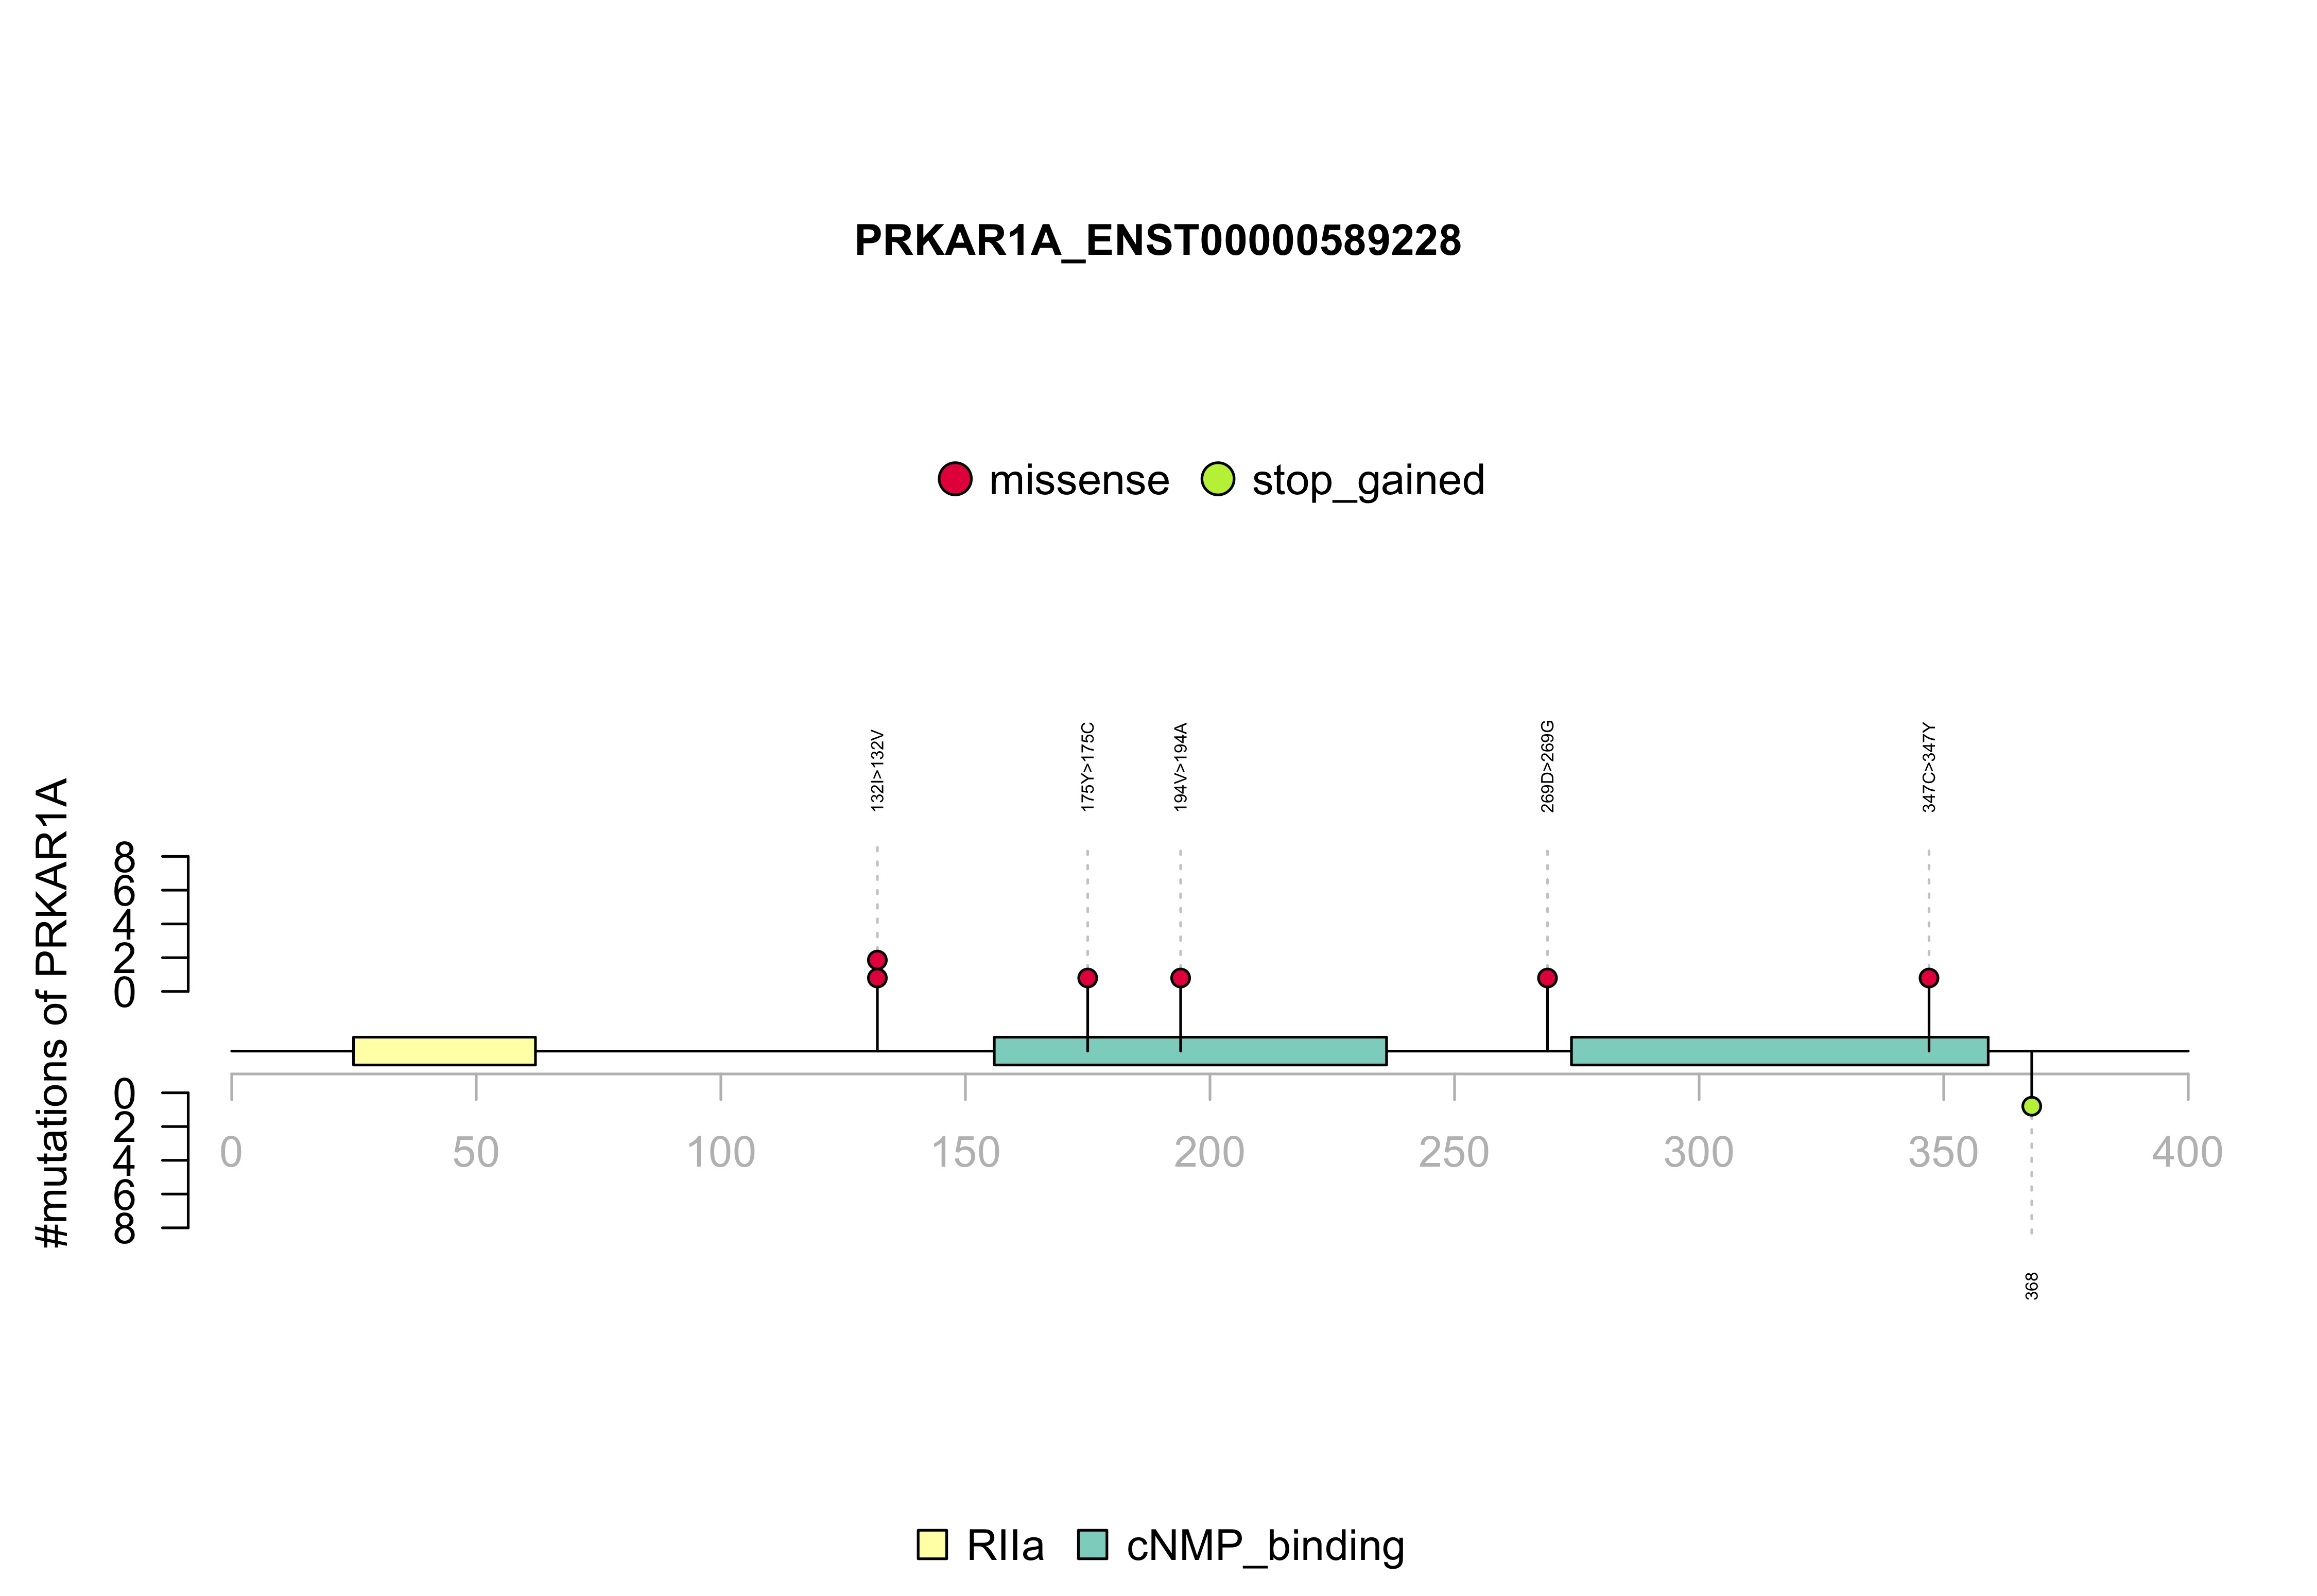 PRKAR1A_ENST00000589228
missense stop_gained
132I>132V
175Y>175C
194V>194A
269D>269G
347C>347Y
#mutations of PRKAR1A
8
6
4
2
0
0
2
4
6
8
0 50 100 150 200 250 300 350 400
368
RIIa cNMP_binding